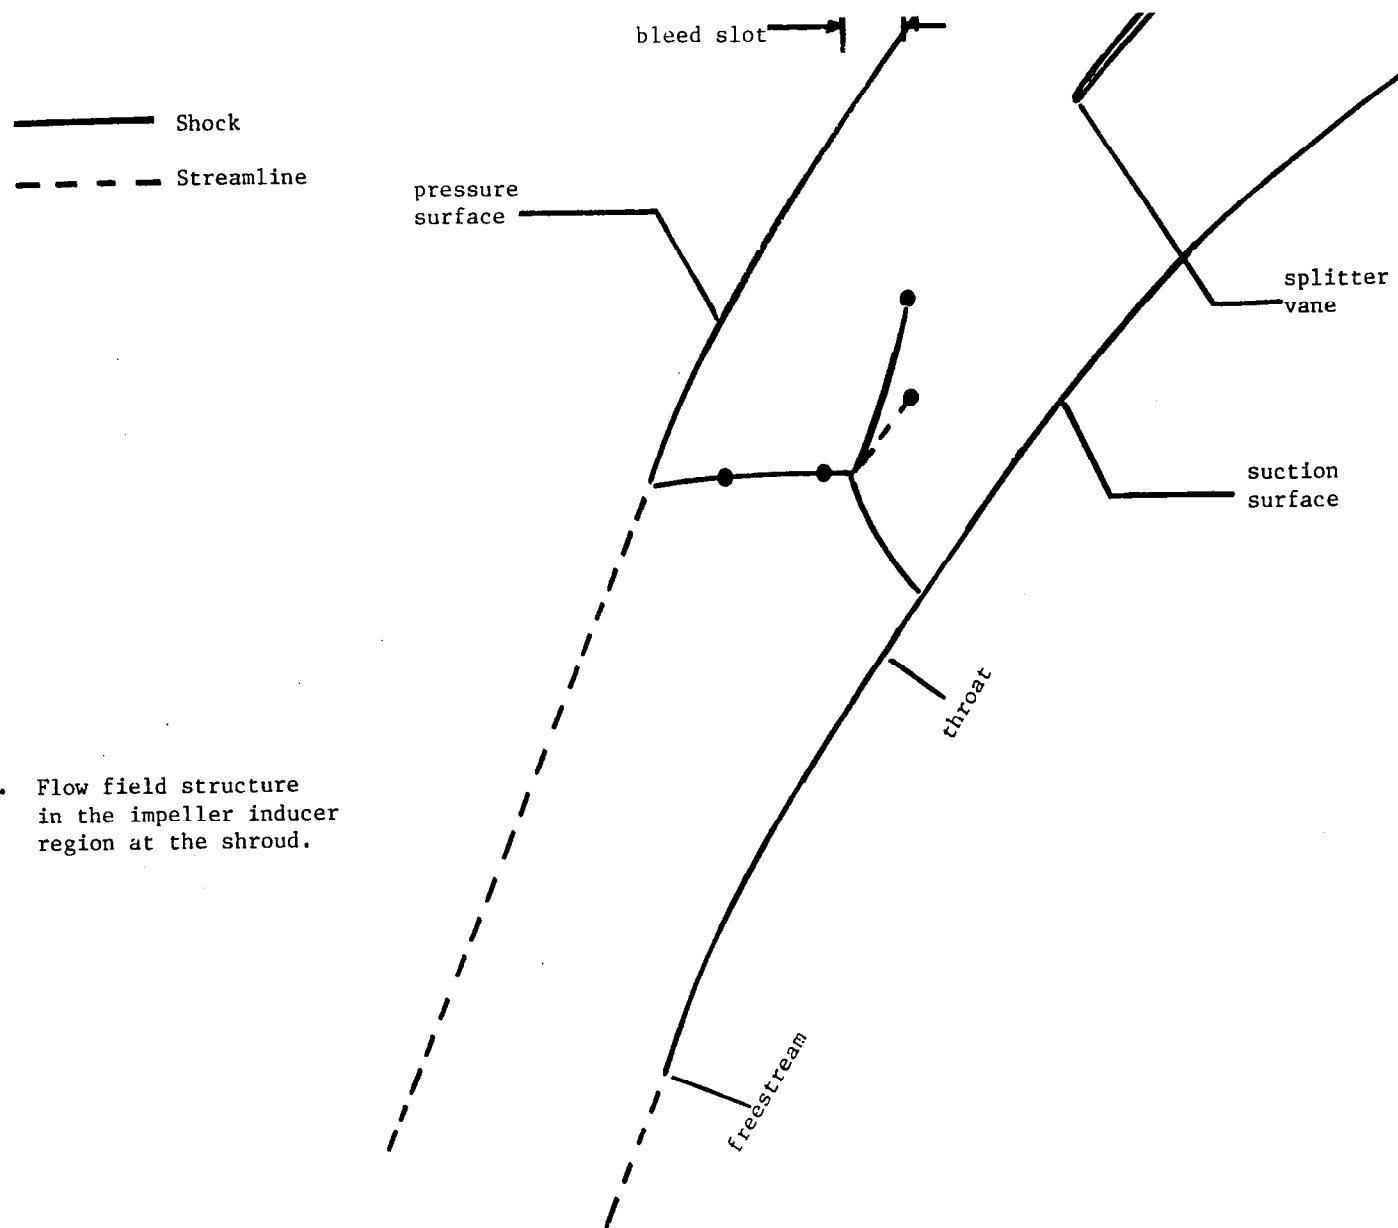 bleed slot
Shock
Streamline
pressure
surface
splitter
vane
suction
surface
throat
. Flow field structure
in the impeller inducer
region at the shroud.
freestream